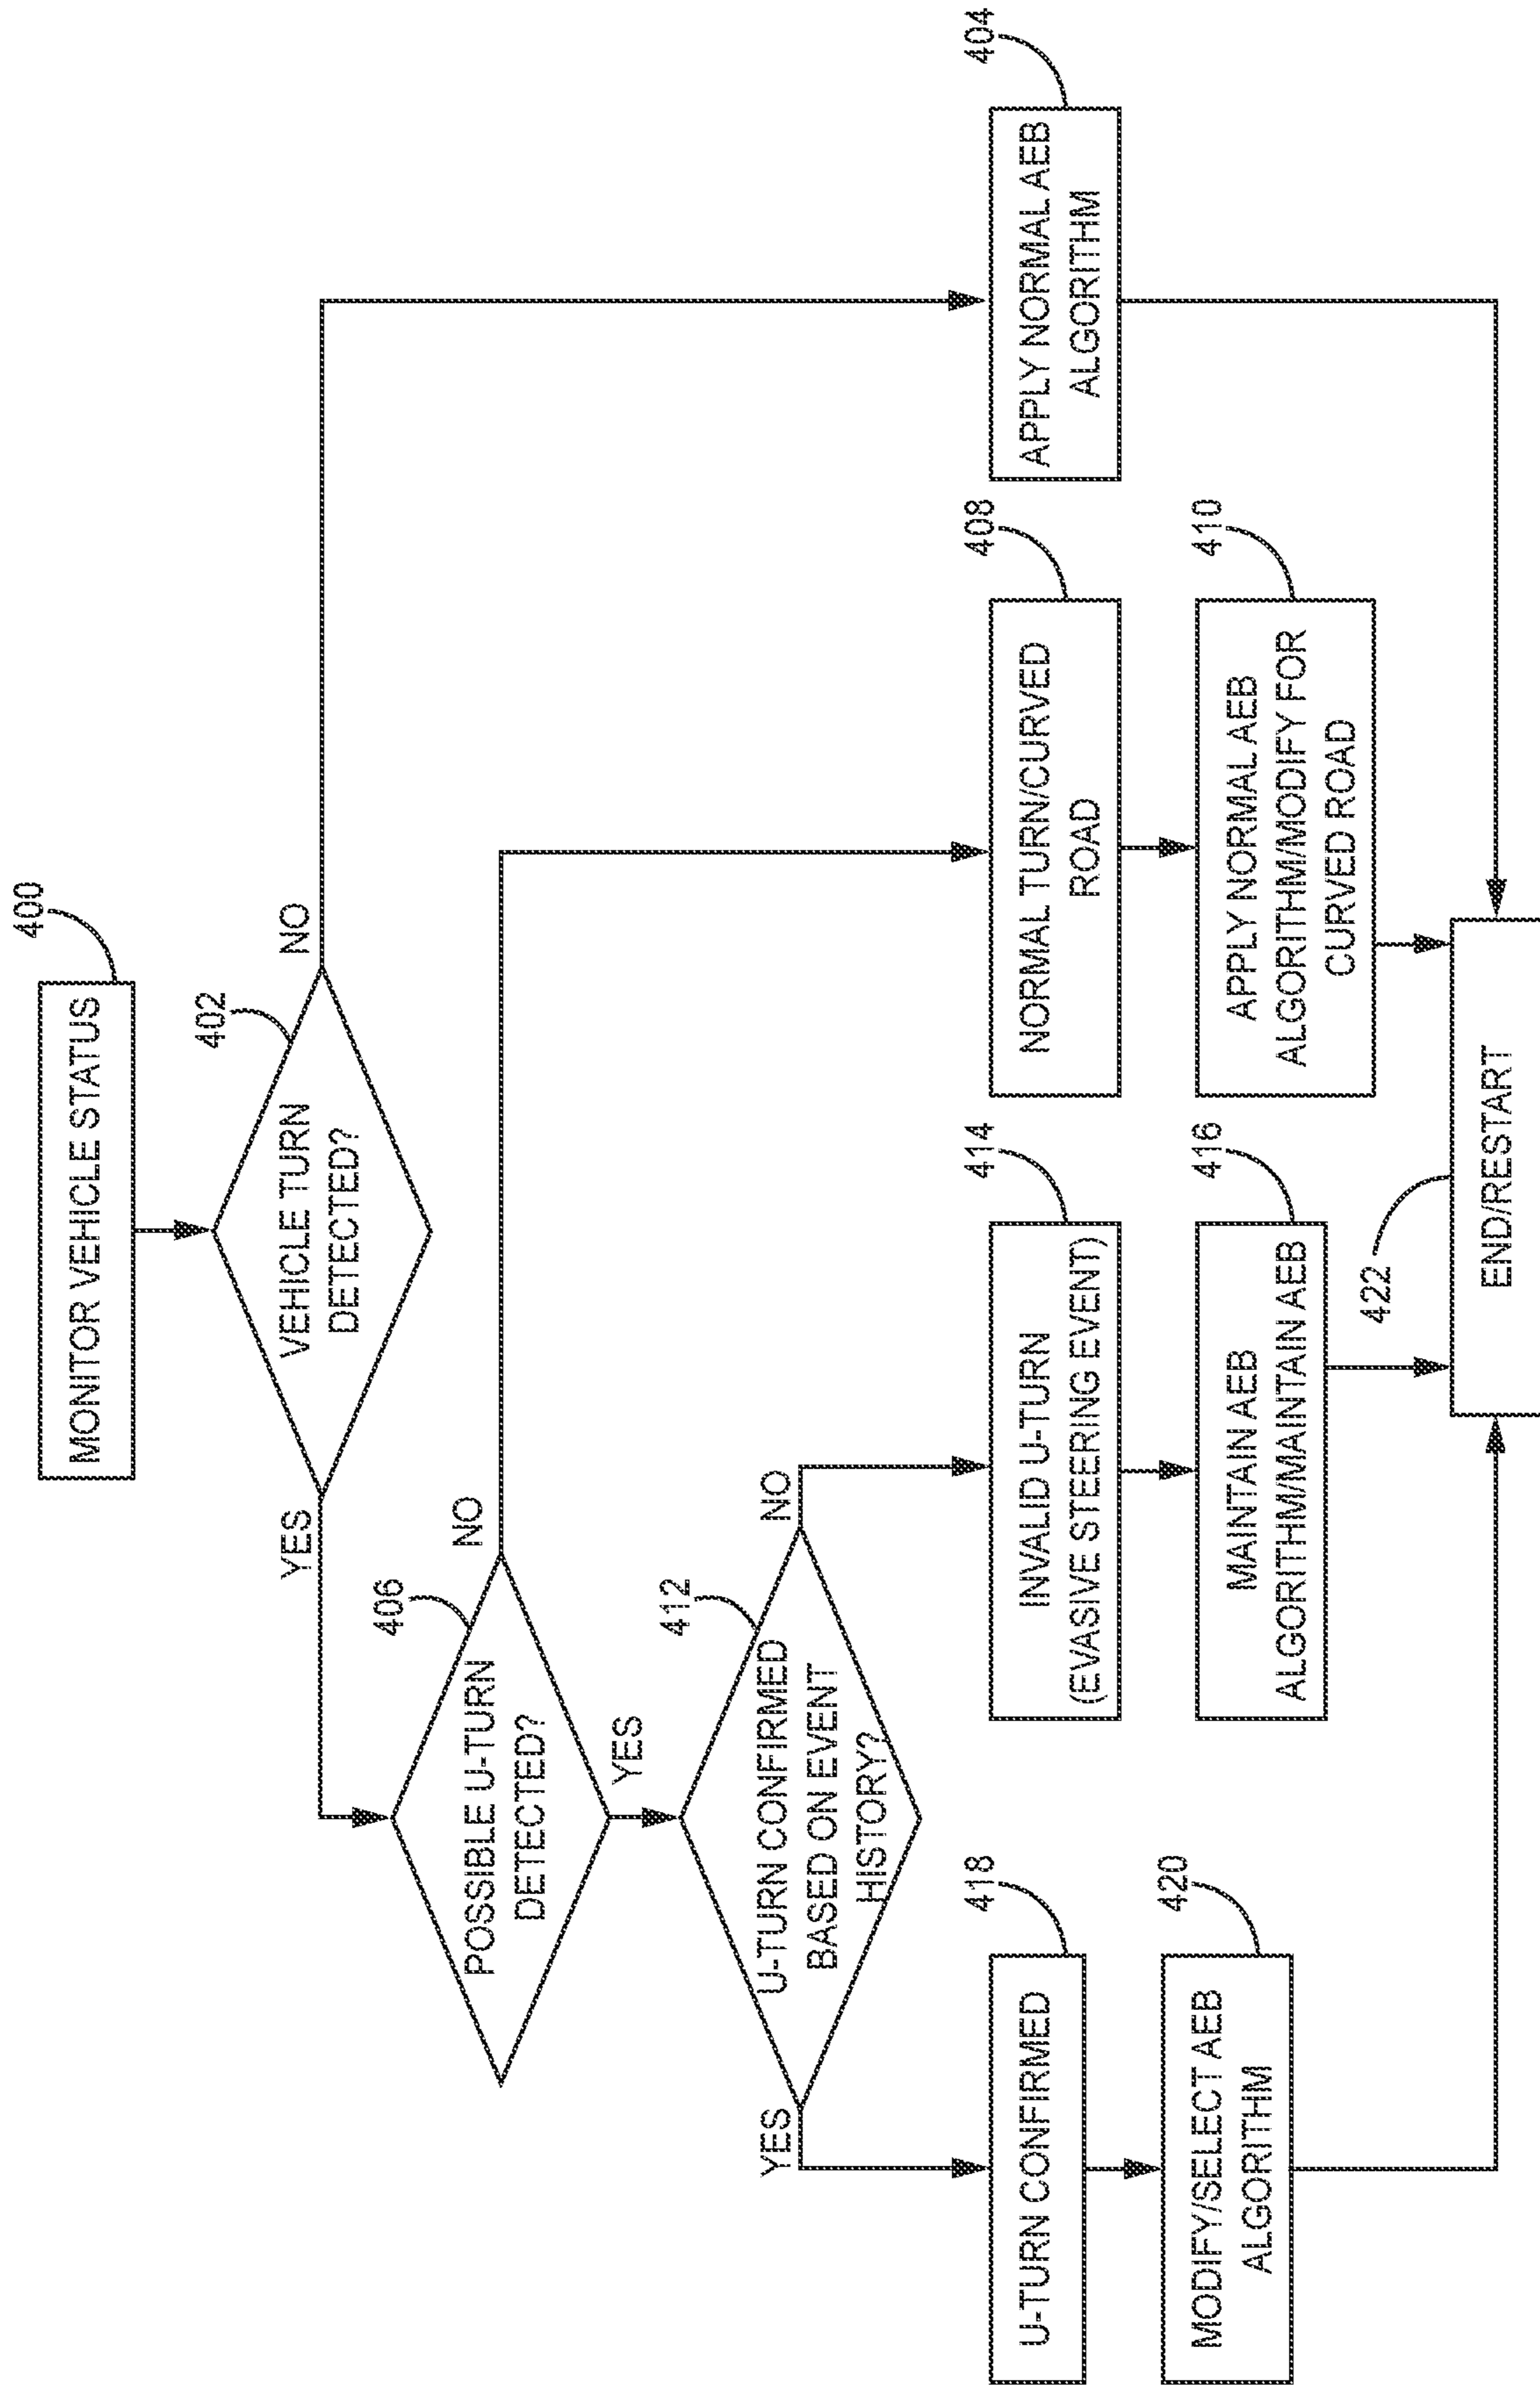 400
MONITOR VEHICLE STATUS
402
VEHICLE TURN
DETECTED?
YES
NO
406
POSSIBLE U-TURN
DETECTED?
NO
YES
412
U-TURN CONFIRMED
BASED ON EVENT
HISTORY?
YES
NO
418
U-TURN CONFIRMED
420
MODIFY/SELECT AEB
ALGORITHM
414
INVALID U-TURN
(EVASIVE STEERING EVENT)
416
MAINTAIN AEB
ALGORITHM/MAINTAIN AEB
408
NORMAL TURN/CURVED
ROAD
410
APPLY NORMAL AEB
ALGORITHM/MODIFY FOR
CURVED ROAD
404
APPLY NORMAL AEB
ALGORITHM
422
END/RESTART